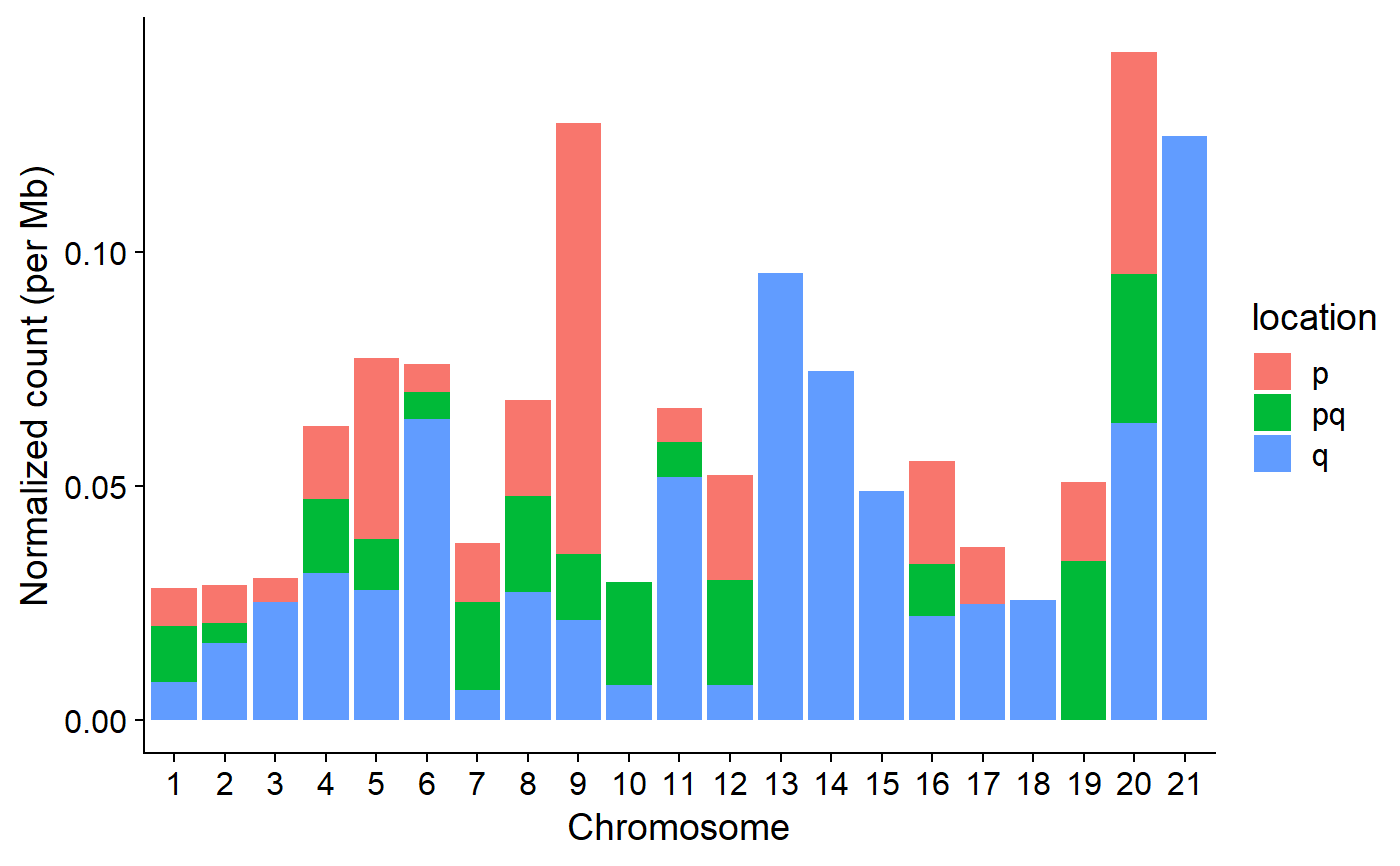 Normalized count (per Mb)
0.10
0.05
0.00
1 2 3 4 5 6 7 8 9 10 11 12 13 14 15 16 17 18 19 20 21
Chromosome
location
p
pq
q